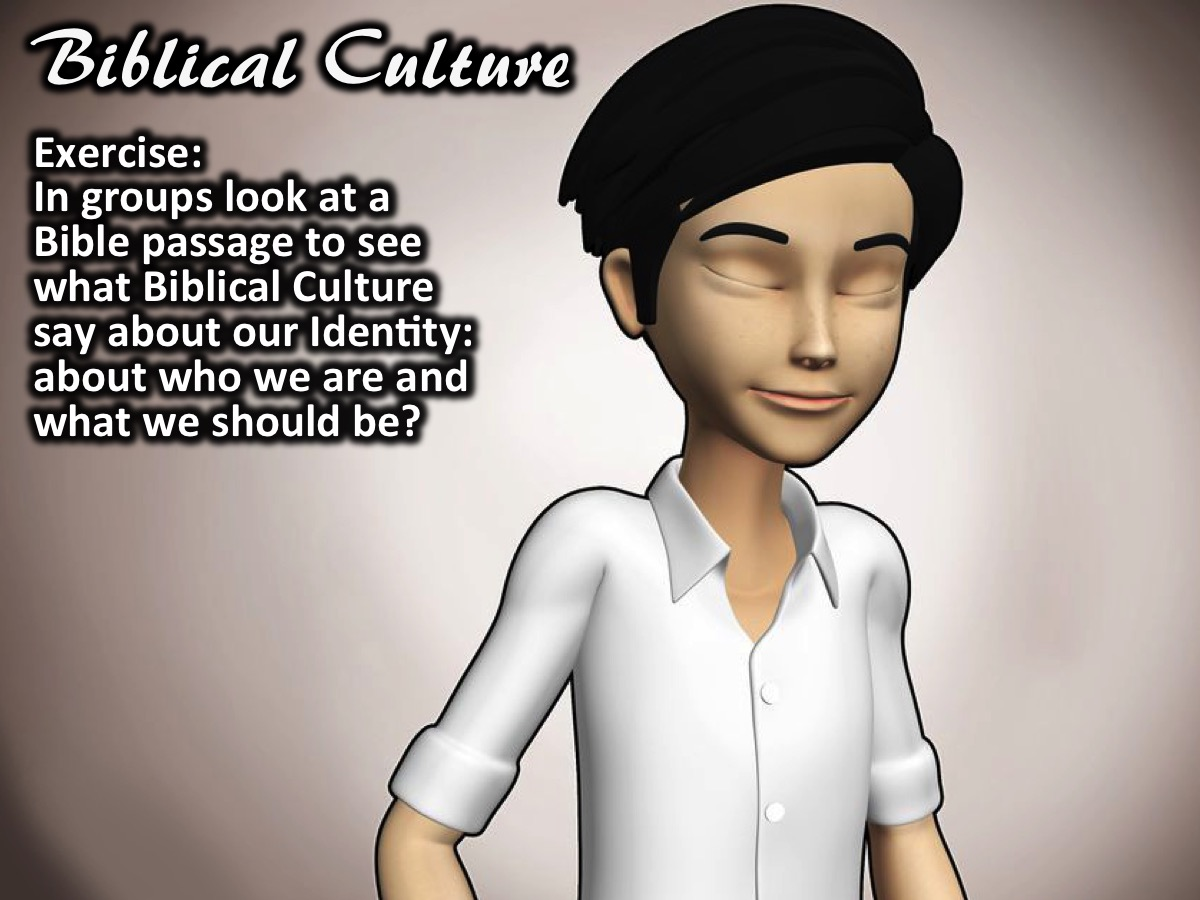 Biblical Culture
Exercise:
In groups look at a
Bible passage to see
what Biblical Culture
say about our Identity:
about who we are and
what we should be?